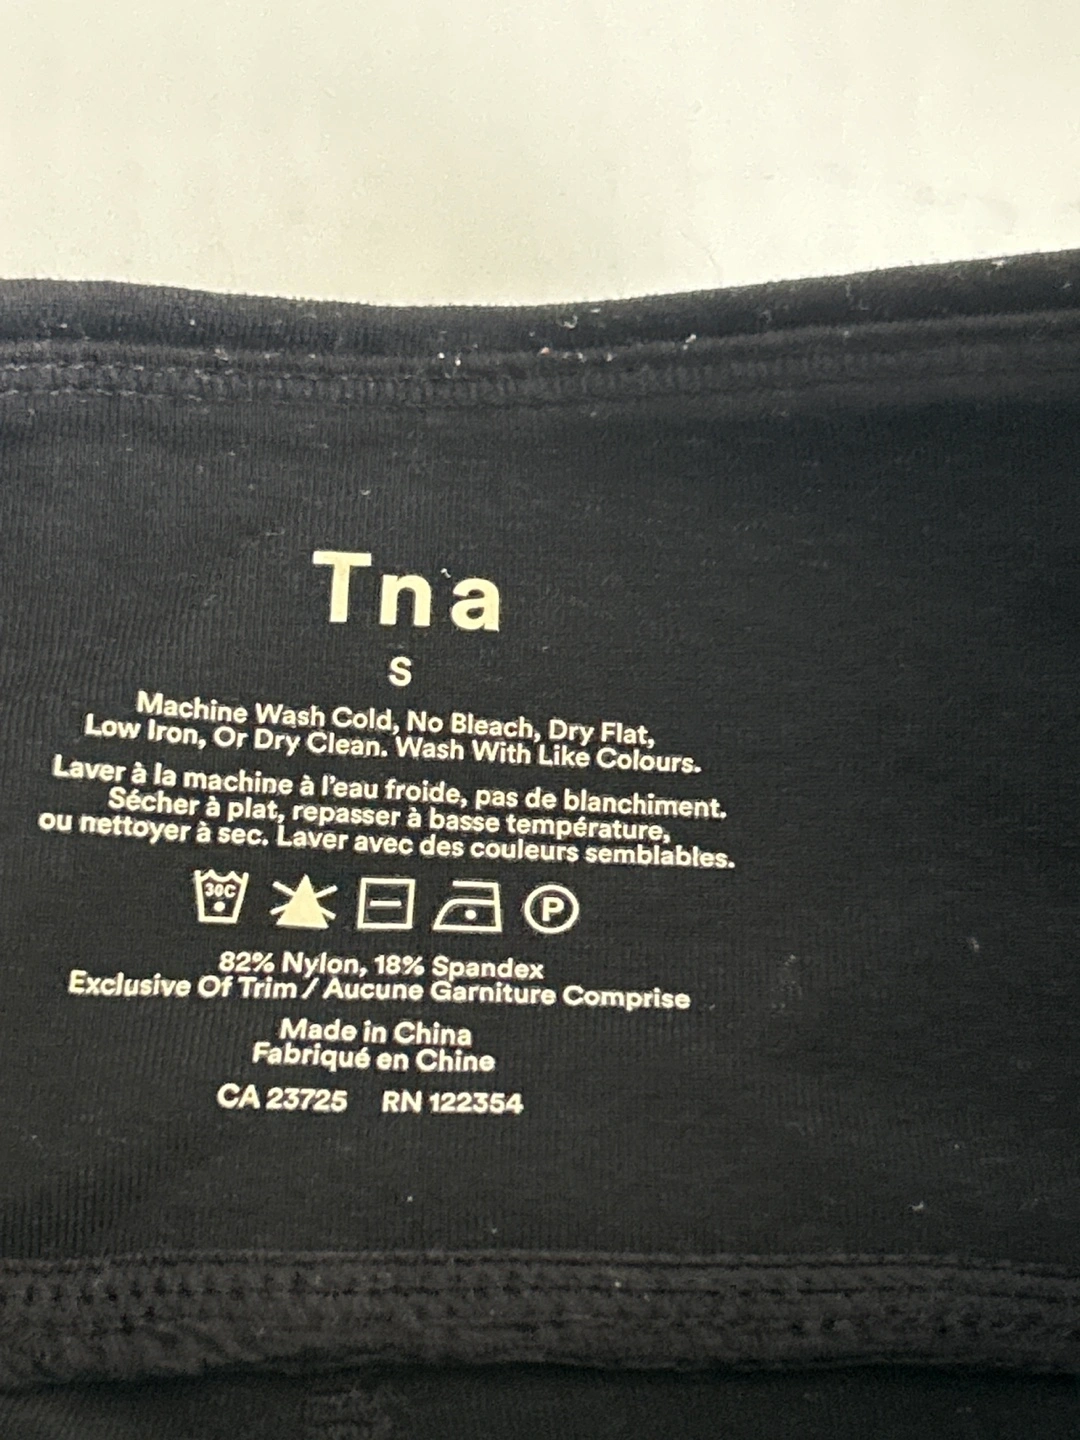 Tna
S
Machine Wash Cold, No Bleach, Dry Flat,
Low Iron, Or Dry Clean. Wash With Like Colours.
Laver à la machine à l'eau froide, pas de blanchiment.
Sécher à plat, repasser à basse température,
ou nettoyer à sec. Laver avec des couleurs semblables.
30C P
82% Nylon, 18% Spandex
Exclusive Of Trim / Aucune Garniture Comprise
Made in China
Fabriqué en Chine
CA 23725 RN 122354